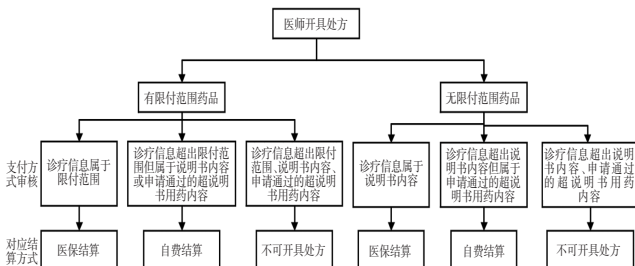 医师开具处方
有限付范围药品
无限付范围药品
支付方
式审核
诊疗信息属于
限付范围
诊疗信息超出限付范
围但属于说明书内容
或申请通过的超说明
书用药内容
诊疗信息超出限付
范围、说明书内容、
申请通过的超说明
书用药内容
诊疗信息属于
说明书内容
诊疗信息超出说
明书内容但属于
申请通过的超说
明书用药内容
诊疗信息超出说明
书内容、申请通过
的超说明书用药
内容
对应结
算方式
医保结算
自费结算
不可开具处方
医保结算
自费结算
不可开具处方